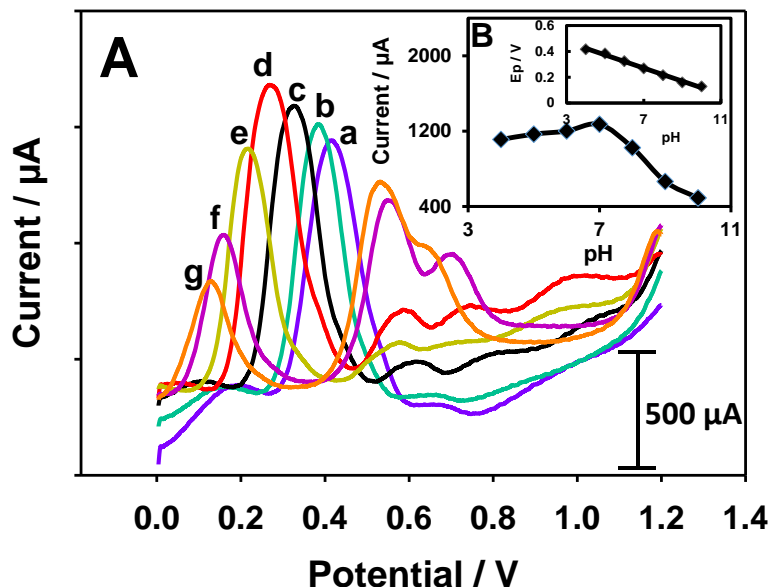 A
B
a
b
c
d
e
f
g
Current / µA
Potential / V
0.0 0.2 0.4 0.6 0.8 1.0 1.2 1.4
500 µA
Current / µA
2000
1200
400
3 7 11
pH
Ep / V
0.6
0.4
0.2
0
3 7 11
pH